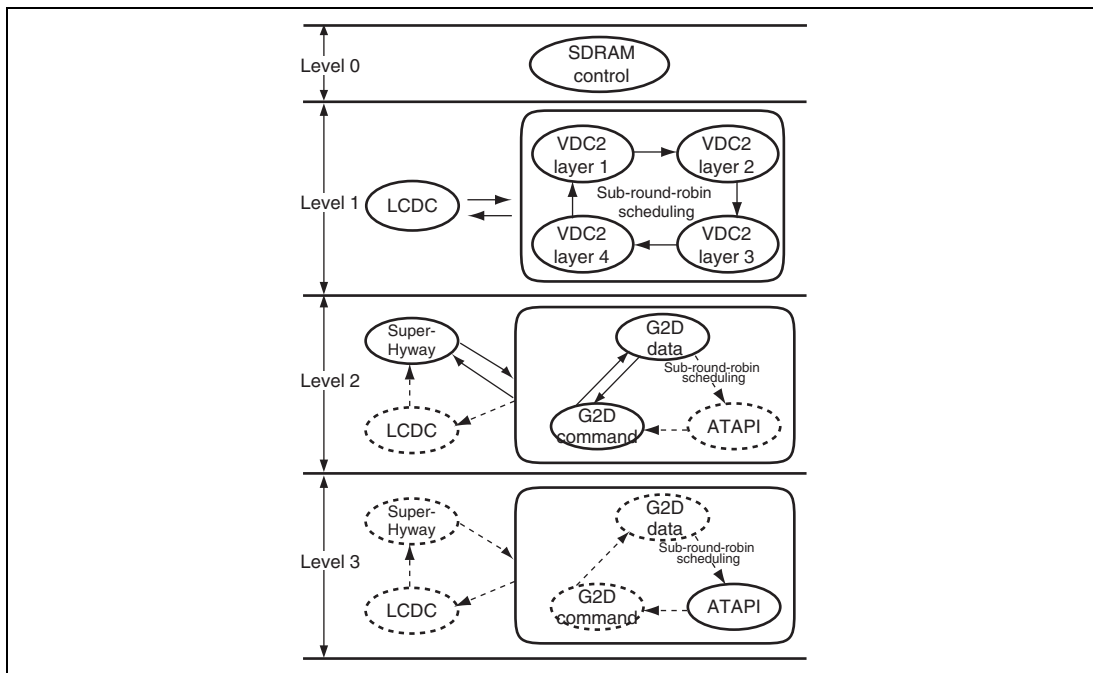 Level 0
SDRAM
control
Level 1
LCDC
VDC2
layer 1
VDC2
layer 2
Sub-round-robin
scheduling
VDC2
layer 4
VDC2
layer 3
Level 2
Super-
Hyway
LCDC
G2D
data
Sub-round-robin
scheduling
G2D
command
ATAPI
Level 3
Super-
Hyway
LCDC
G2D
data
Sub-round-robin
scheduling
G2D
command
ATAPI